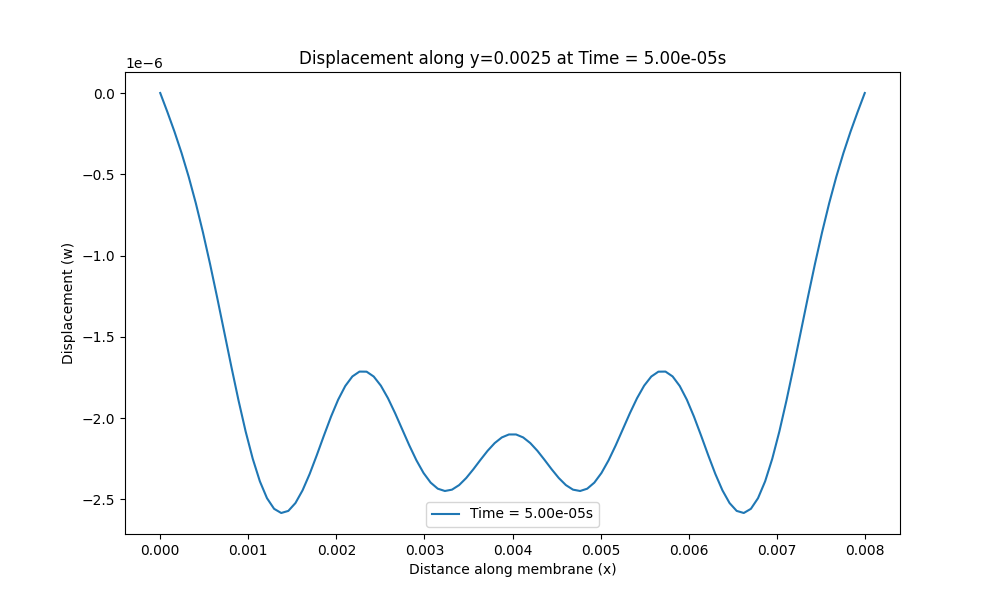 Displacement along y=0.0025 at Time = 5.00e-05s
1e−6
0.0
−0.5
−1.0
−1.5
−2.0
−2.5
Displacement (w)
Time = 5.00e-05s
0.000 0.001 0.002 0.003 0.004 0.005 0.006 0.007 0.008
Distance along membrane (x)